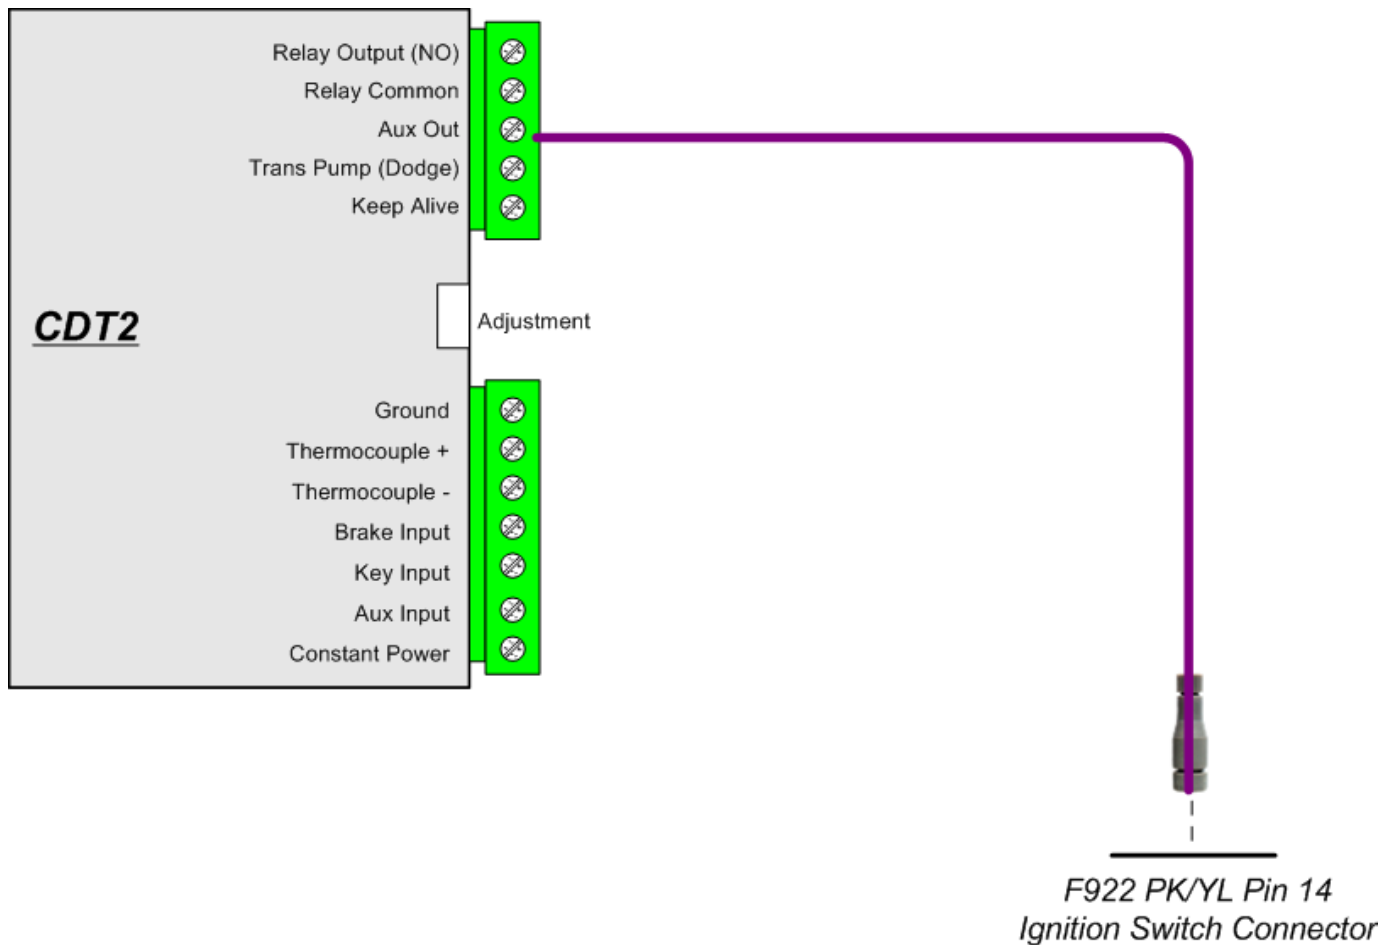 Relay Output (NO)
Relay Common
Aux Out
Trans Pump (Dodge)
Keep Alive
CDT2
Adjustment
Ground
Thermocouple +
Thermocouple -
Brake Input
Key Input
Aux Input
Constant Power
F922 PK/YL Pin 14
Ignition Switch Connector